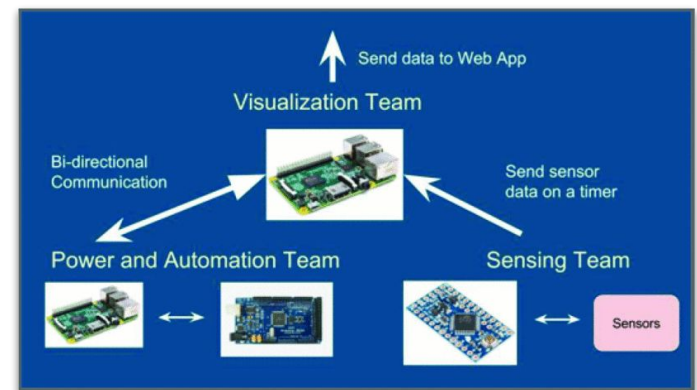 Send data to Web App
Visualization Team
Bi-directional
Communication
Send sensor
data on a timer
Power and Automation Team
Sensing Team
Sensors